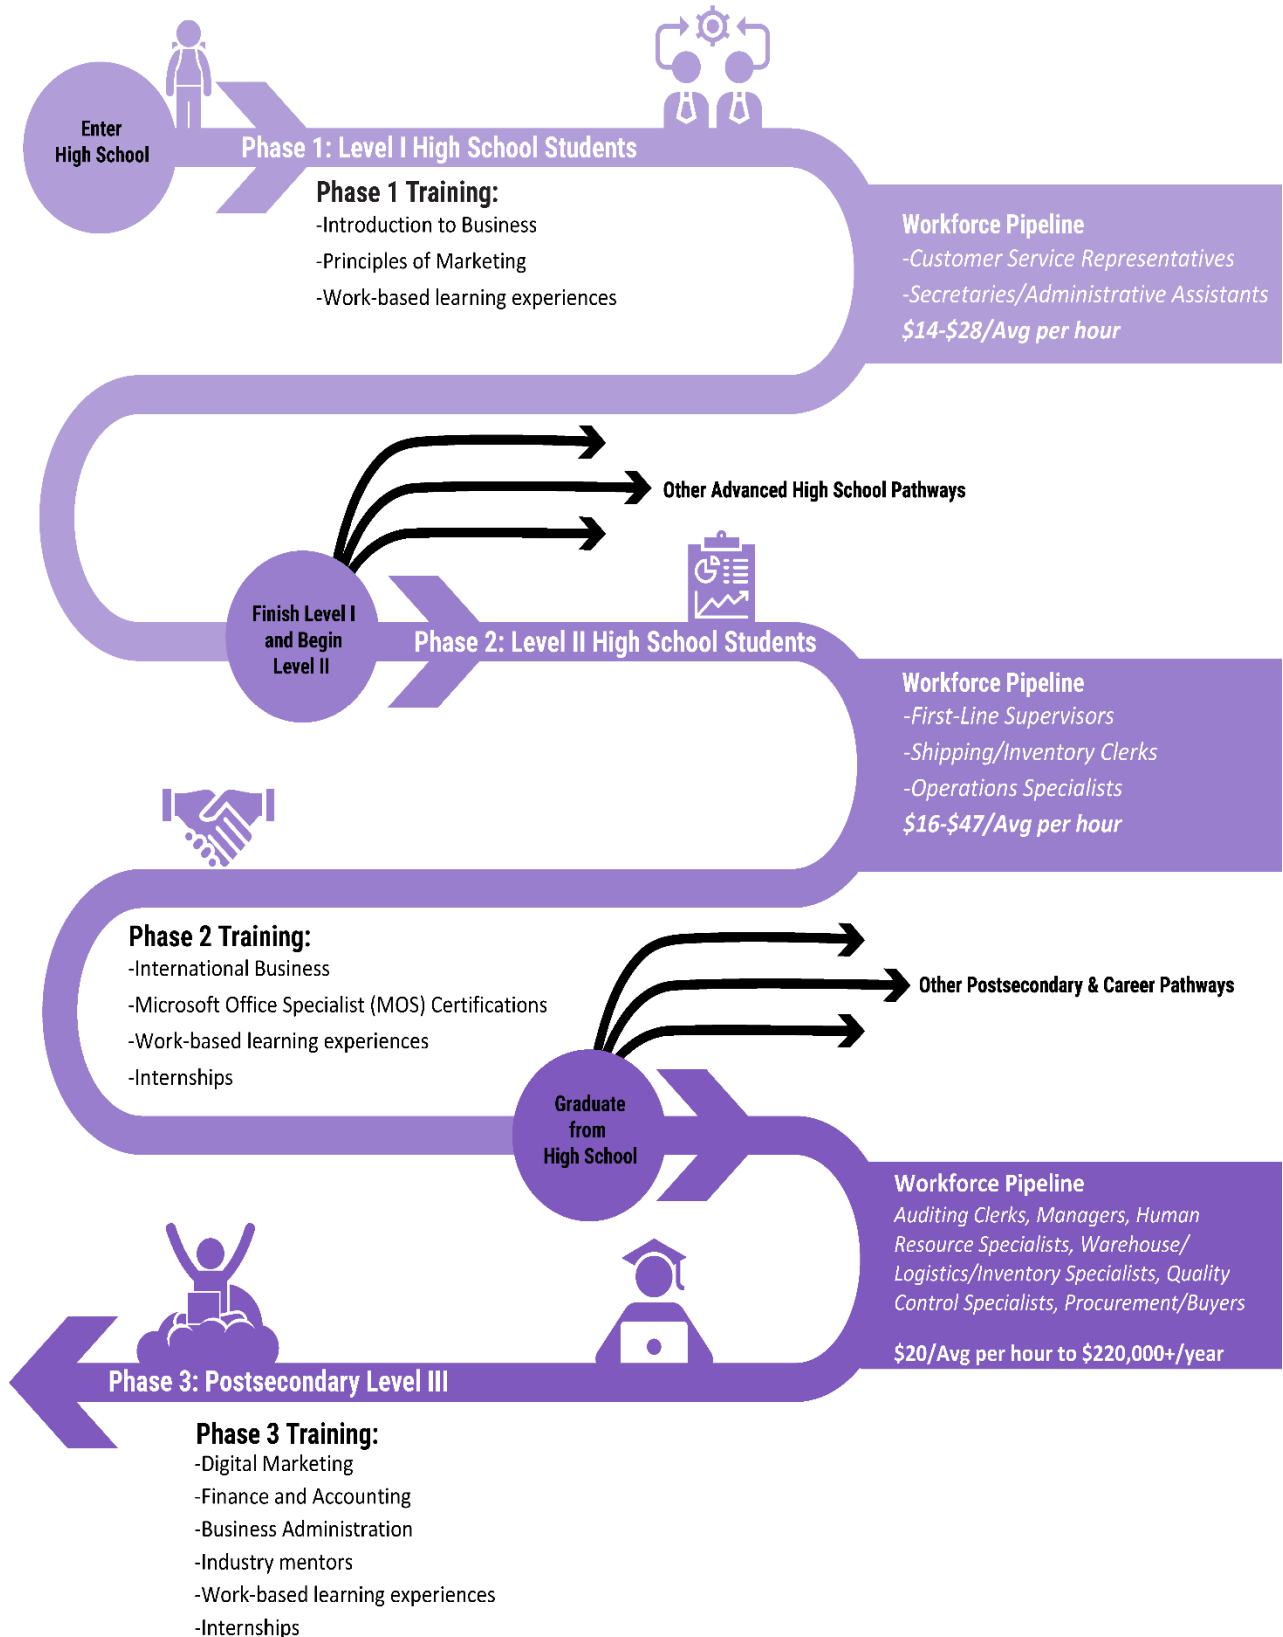 Enter
High School
Phase 1: Level I High School Students
Phase 1 Training:
-Introduction to Business
-Principles of Marketing
-Work-based learning experiences
Workforce Pipeline
-Customer Service Representatives
-Secretaries/Administrative Assistants
$14-$28/Avg per hour
Other Advanced High School Pathways
Finish Level I
and Begin
Level II
Phase 2: Level II High School Students
Workforce Pipeline
-First-Line Supervisors
-Shipping/Inventory Clerks
-Operations Specialists
$16-$47/Avg per hour
Phase 2 Training:
-International Business
-Microsoft Office Specialist (MOS) Certifications
-Work-based learning experiences
-Internships
Other Postsecondary & Career Pathways
Graduate
from
High School
Workforce Pipeline
Auditing Clerks, Managers, Human
Resource Specialists, Warehouse/
Logistics/Inventory Specialists, Quality
Control Specialists, Procurement/Buyers
$20/Avg per hour to $220,000+/year
Phase 3: Postsecondary Level III
Phase 3 Training:
-Digital Marketing
-Finance and Accounting
-Business Administration
-Industry mentors
-Work-based learning experiences
-Internships